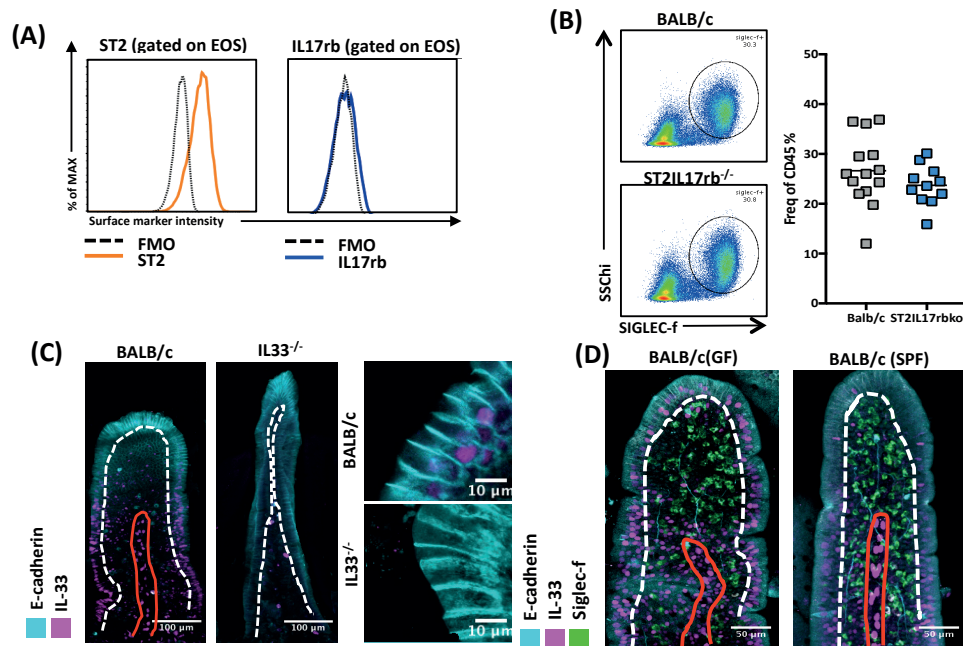 (A)
ST2 (gated on EOS)
IL17rb (gated on EOS)
% of MAX
Surface marker intensity
FMO
ST2
FMO
IL17rb
(B)
BALB/c
siglec-f+
30.3
ST2IL17rb-/-
siglec-f+
30.8
SSChi
SIGLEC-f
Freq of CD45 %
50
40
30
20
10
0
Balb/c
ST2IL17rbko
(C)
BALB/c
IL33-/-
BALB/c
10 µm
IL33-/-
10 µm
E-cadherin
IL-33
100 µm
100 µm
(D)
BALB/c(GF)
BALB/c (SPF)
E-cadherin
IL-33
Siglec-f
50 µm
50 µm